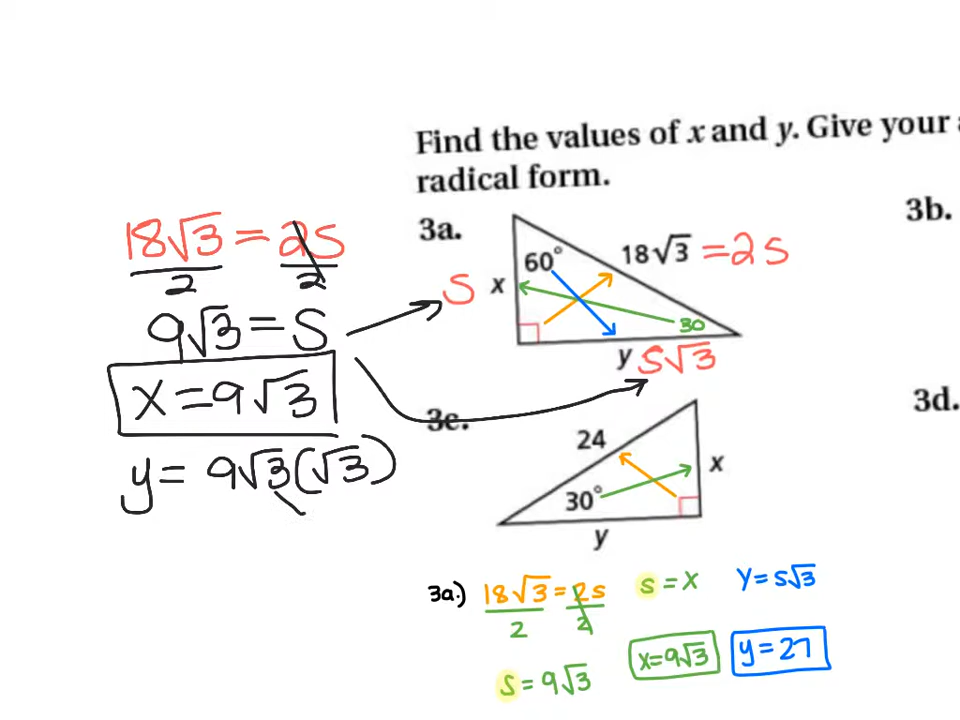 Find the values of x and y. Give your a
radical form.
3a.
3b.
60°
18√3 = 2s
s
x
30
y s√3
18√3 = 2s
2 2
9√3 = S
x = 9√3
y = 9√3(√3)
3c.
3d.
24
x
30°
y
3a.) 18√3 = 2s
2 2
s = x
y = s√3
s = 9√3
x = 9√3
y = 27